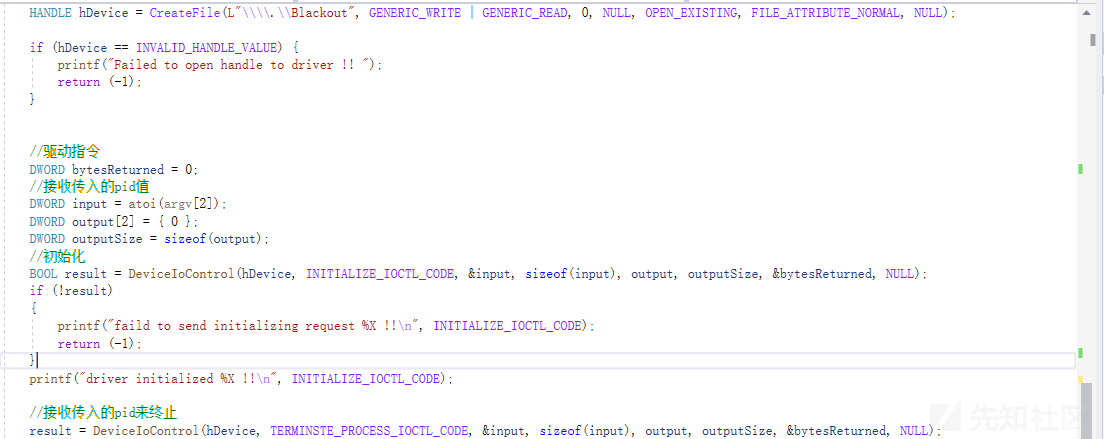 HANDLE hDevice = CreateFile(L"\\\\.\\Blackout", GENERIC_WRITE | GENERIC_READ, 0, NULL, OPEN_EXISTING, FILE_ATTRIBUTE_NORMAL, NULL);
if (hDevice == INVALID_HANDLE_VALUE) {
printf("Failed to open handle to driver !! ");
return (-1);
}
//驱动指令
DWORD bytesReturned = 0;
//接收传入的pid值
DWORD input = atoi(argv[2]);
DWORD output[2] = { 0 };
DWORD outputSize = sizeof(output);
//初始化
BOOL result = DeviceIoControl(hDevice, INITIALIZE_IOCTL_CODE, &input, sizeof(input), output, outputSize, &bytesReturned, NULL);
if (!result)
{
printf("faild to send initializing request %X !!\n", INITIALIZE_IOCTL_CODE);
return (-1);
}
printf("driver initialized %X !!\n", INITIALIZE_IOCTL_CODE);
//接收传入的pid来终止
result = DeviceIoControl(hDevice, TERMINSTE_PROCESS_IOCTL_CODE, &input, sizeof(input), output, outputSize, &bytesReturned, NULL);
先知社区